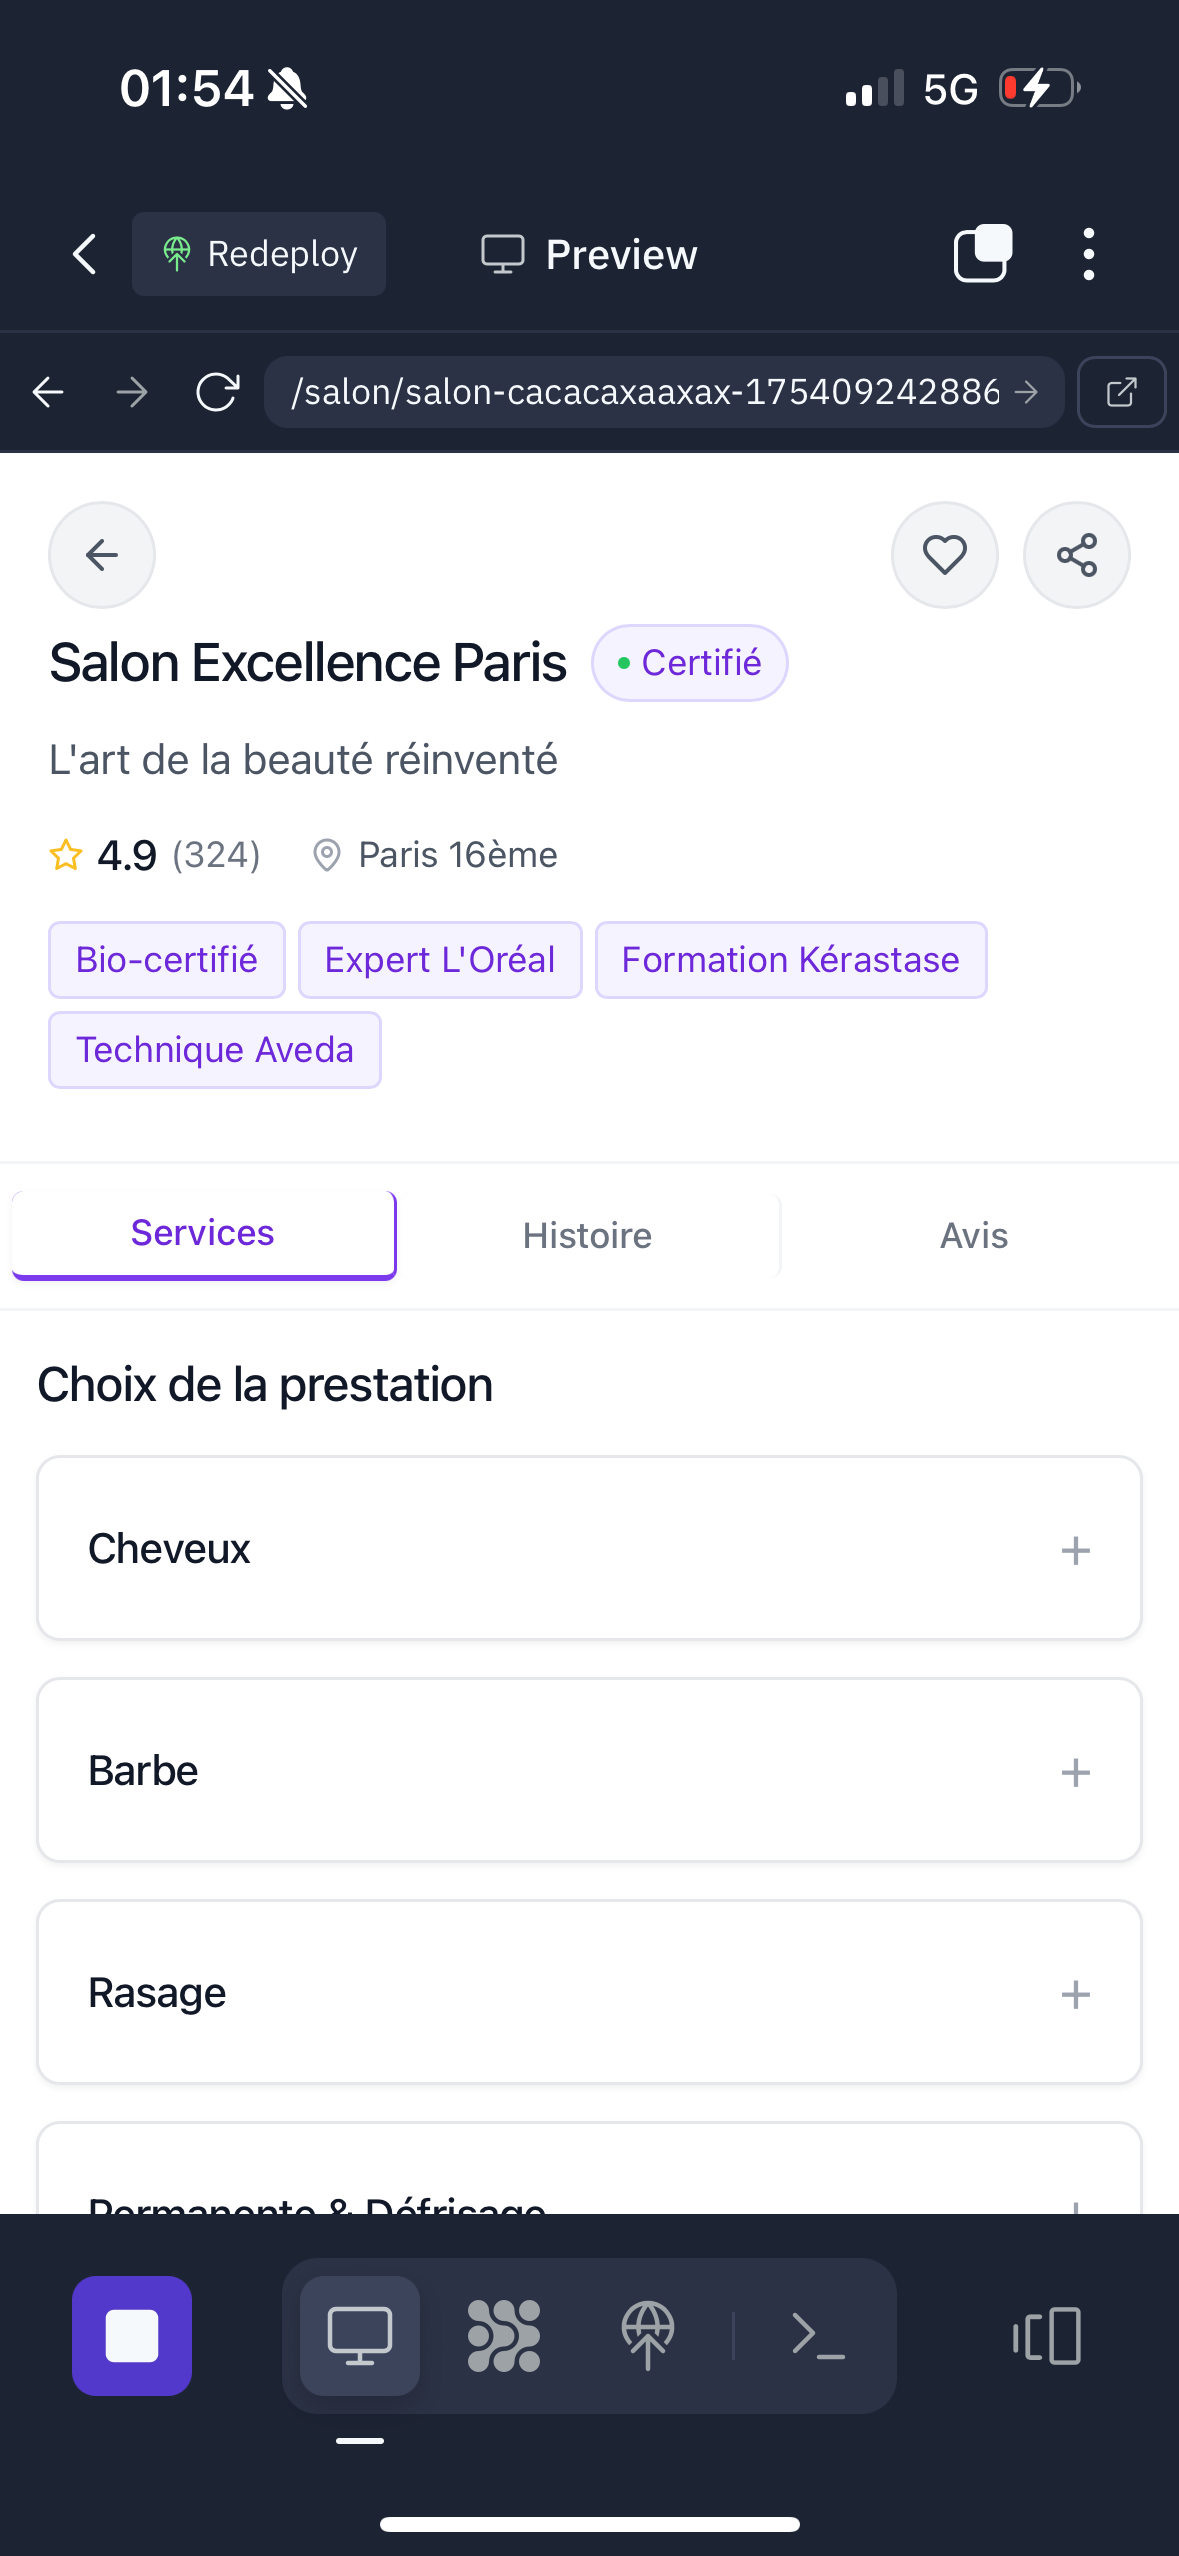 01:54 5G
Redeploy Preview
/salon/salon-cacacaxaaxax-175409242886
Salon Excellence Paris Certifié
L'art de la beauté réinventé
4.9 (324) Paris 16ème
Bio-certifié Expert L'Oréal Formation Kérastase
Technique Aveda
Services Histoire Avis
Choix de la prestation
Cheveux
Barbe
Rasage
Permanente & Défrisage